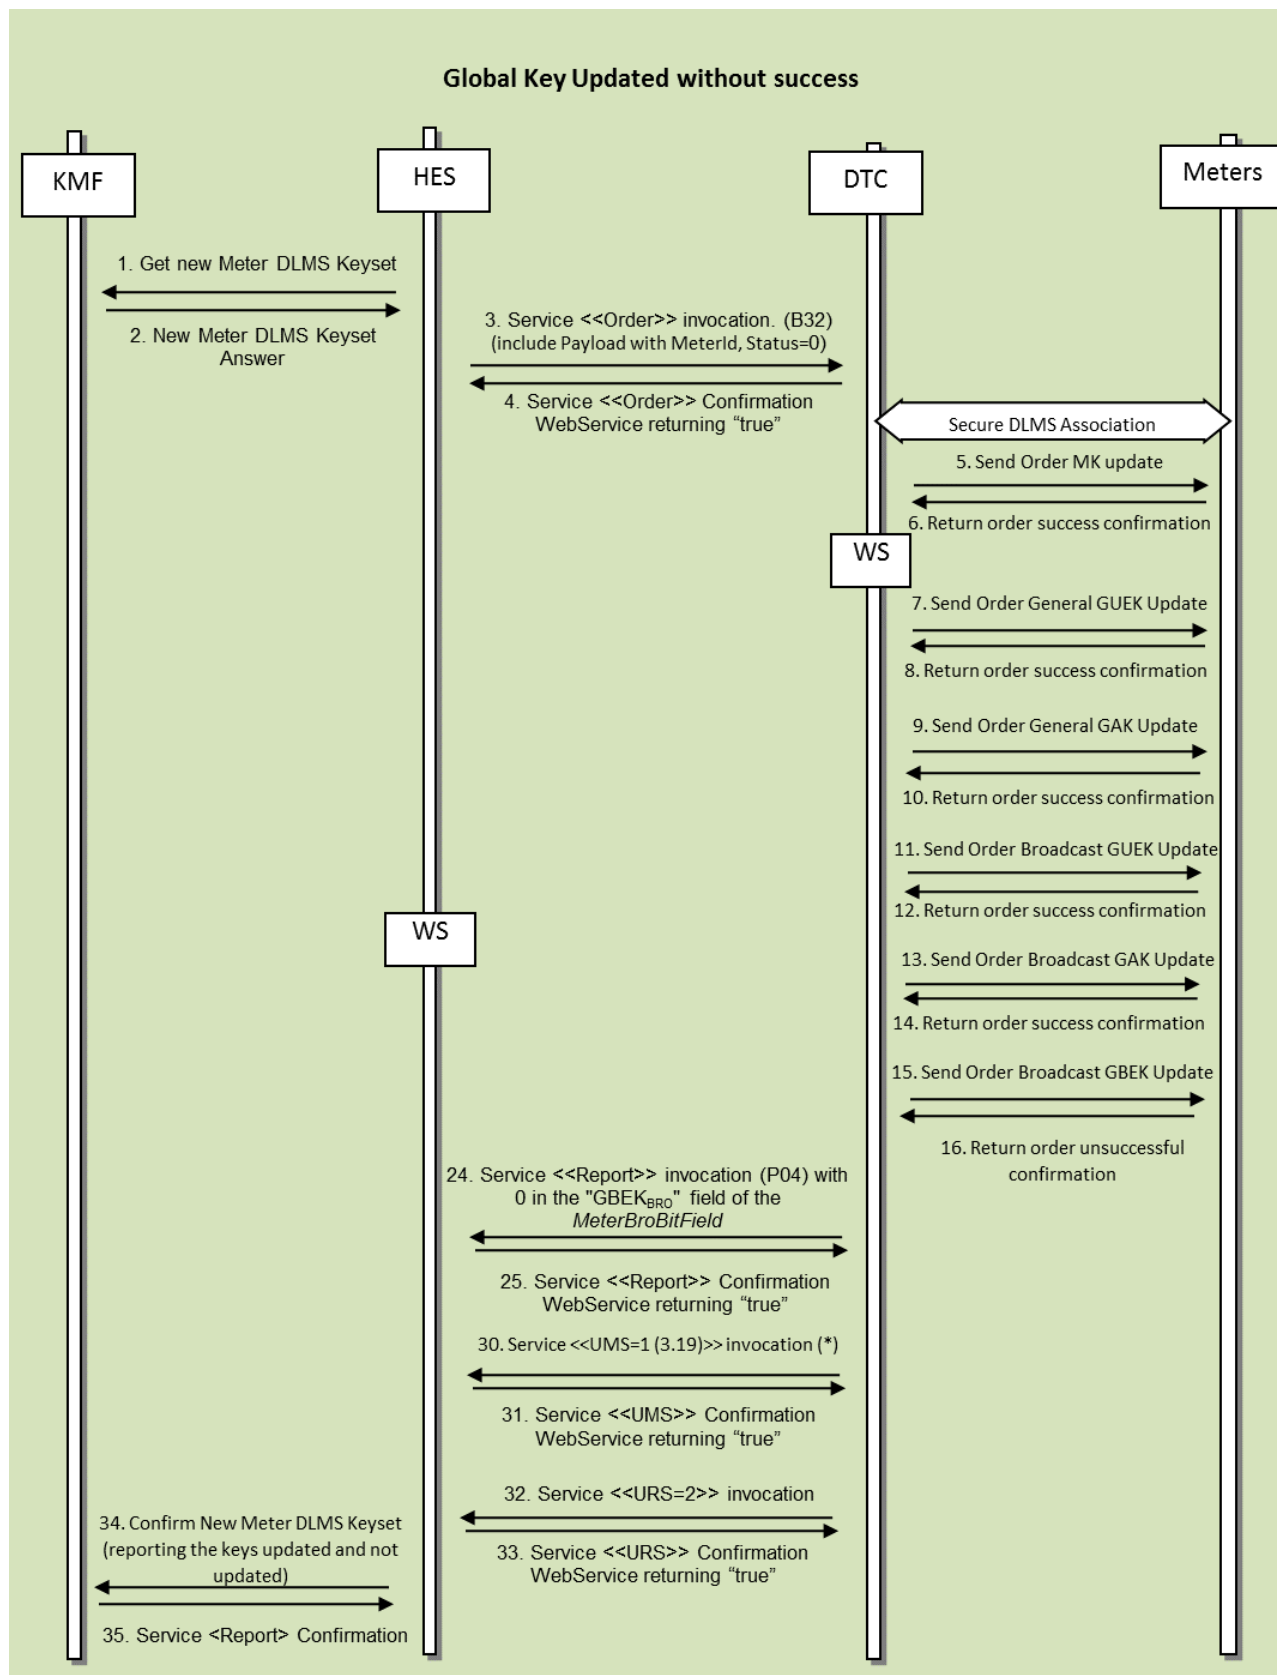 Global Key Updated without success
KMF
HES
DTC
Meters
1. Get new Meter DLMS Keyset
2. New Meter DLMS Keyset
Answer
3. Service <<Order>> invocation. (B32)
(include Payload with MeterId, Status=0)
4. Service <<Order>> Confirmation
WebService returning “true”
Secure DLMS Association
5. Send Order MK update
6. Return order success confirmation
WS
7. Send Order General GUEK Update
8. Return order success confirmation
9. Send Order General GAK Update
10. Return order success confirmation
11. Send Order Broadcast GUEK Update
12. Return order success confirmation
WS
13. Send Order Broadcast GAK Update
14. Return order success confirmation
15. Send Order Broadcast GBEK Update
16. Return order unsuccessful
confirmation
24. Service <<Report>> invocation (P04) with
0 in the "GBEKBRO" field of the
MeterBroBitField
25. Service <<Report>> Confirmation
WebService returning “true”
30. Service <<UMS=1 (3.19)>> invocation (*)
31. Service <<UMS>> Confirmation
WebService returning “true”
32. Service <<URS=2>> invocation
33. Service <<URS>> Confirmation
WebService returning “true”
34. Confirm New Meter DLMS Keyset
(reporting the keys updated and not
updated)
35. Service <Report> Confirmation